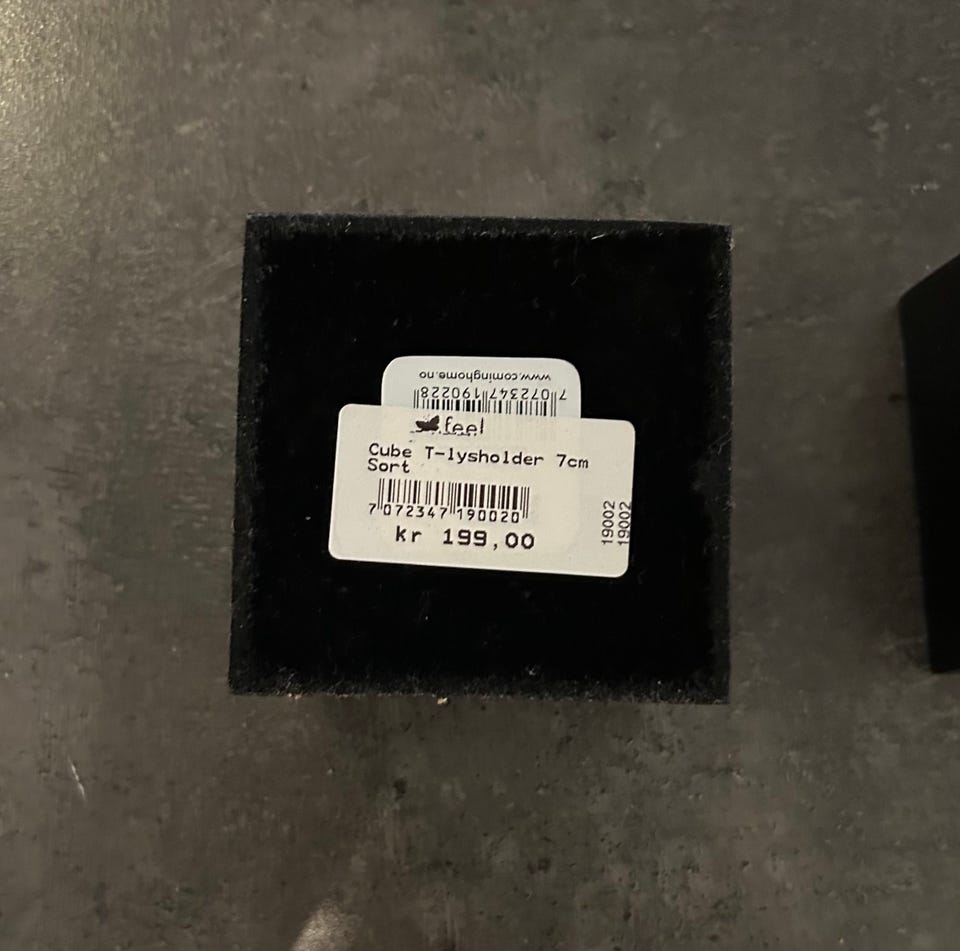 www.cominghome.no
7 072347 190228
feel
Cube T-lysholder 7cm
Sort
7 072347 190020
kr 199,00
19002
19002